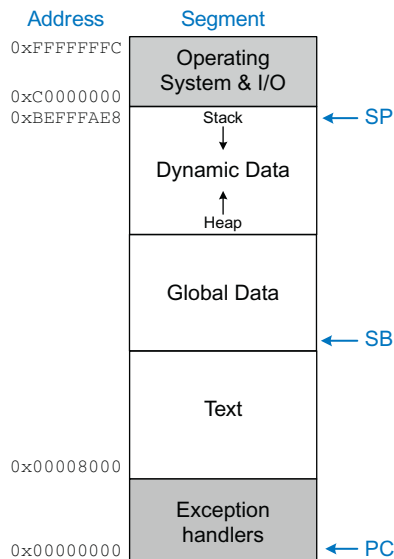 Address Segment
0xFFFFFFFC
Operating
System & I/O
0xC0000000
0xBEFFFAE8 Stack SP
Dynamic Data
Heap
Global Data
SB
Text
0x00008000
Exception
handlers
0x00000000 PC